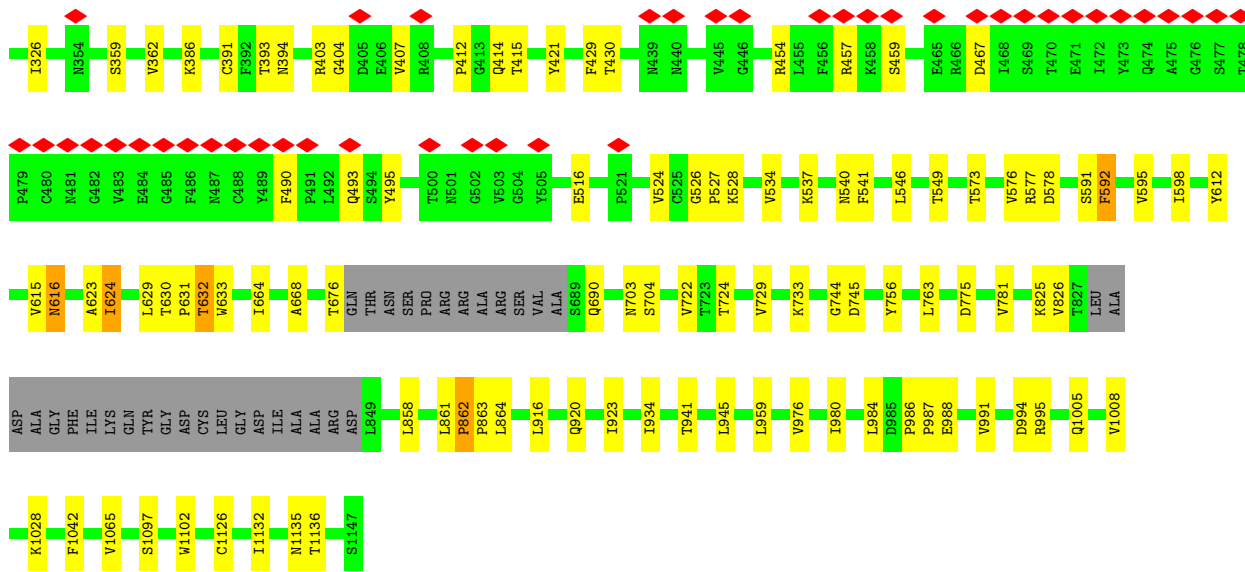 I326 N354 S359 V362 K386 C391 F392 T393 N394 R403 G404 D405 E406 V407 R408 P412 G413 Q414 T415 Y421 F429 T430 N439 N440 V445 G446 R454 L455 F456 R457 K458 S459 E465 R466 D467 I468 S469 T470 E471 I472 Y473 Q474 A475 G476 S477 T478
P479 C480 N481 G482 V483 E484 G485 F486 N487 C488 Y489 F490 P491 L492 Q493 S494 Y495 T500 N501 G502 V503 G504 Y505 E516 P521 V524 C525 G526 P527 K528 V534 K537 N540 F541 L546 T549 T573 V576 R577 D578 S591 F592 V595 I598 Y612
V615 N616 A623 I624 L629 T630 P631 T632 W633 I664 A668 T676 GLN THR ASN SER PRO ARG ARG ALA ARG SER VAL ALA S689 Q690 N703 S704 V722 T723 T724 V729 K733 G744 D745 Y756 L763 D775 V781 K825 V826 T827 LEU ALA
ASP ALA GLY PHE ILE LYS GLN TYR GLY ASP CYS LEU GLY ASP ILE ALA ALA ARG ASP L849 L858 L861 P862 P863 L864 L916 Q920 I923 I934 T941 L945 L959 V976 I980 L984 D985 P986 P987 E988 V991 D994 R995 Q1005 V1008
K1028 F1042 V1065 S1097 W1102 C1126 I1132 N1135 T1136 S1147